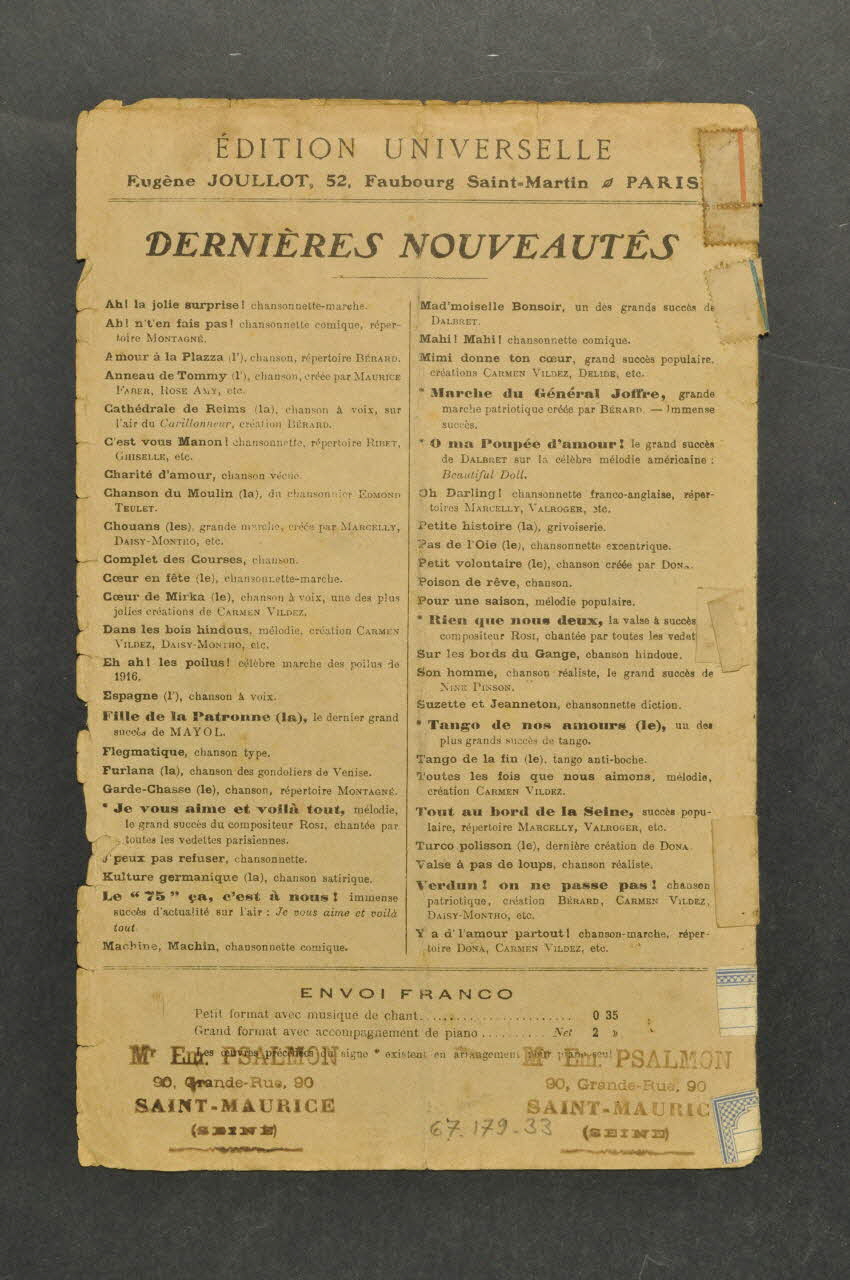 ÉDITION UNIVERSELLE
Eugène JOULLOT, 52, Faubourg Saint-Martin PARIS
DERNIÈRES NOUVEAUTÉS
Ah! la jolie surprise! chansonnette-marche.
Ah! n't'en fais pas! chansonnette comique, réper-
toire MONTAGNÉ.
Amour à la Plazza (l'), chanson, répertoire BÉRARD.
Anneau de Tommy (l'), chanson, créée par MAURICE
FABER, ROSE AMY, etc.
Cathédrale de Reims (la), chanson à voix, sur
l'air du Carillonneur, création BÉRARD.
C'est vous Manon! chansonnette, répertoire RIBET,
GHISELLE, etc.
Charité d'amour, chanson vécue.
Chanson du Moulin (la), du chansonnier EDMOND
TEULET.
Chouans (les), grande marche, créée par MARCELLY,
DAISY-MONTHO, etc.
Complet des Courses, chanson.
Cœur en fête (le), chansonnette-marche.
Cœur de Mirka (le), chanson à voix, une des plus
jolies créations de CARMEN VILDEZ.
Dans les bois hindous, mélodie, création CARMEN
VILDEZ, DAISY-MONTHO, etc.
Eh ah! les poilus! célèbre marche des poilus de
1916.
Espagne (l'), chanson à voix.
Fille de la Patronne (la), le dernier grand
succès de MAYOL.
Flegmatique, chanson type.
Furlana (la), chanson des gondoliers de Venise.
Garde-Chasse (le), chanson, répertoire MONTAGNÉ.
* Je vous aime et voilà tout, mélodie,
le grand succès du compositeur ROSI, chantée par
toutes les vedettes parisiennes.
J'peux pas refuser, chansonnette.
Kulture germanique (la), chanson satirique.
Le "75" ça, c'est à nous! immense
succès d'actualité sur l'air : Je vous aime et voilà
tout.
Machine, Machin, chansonnette comique.
Mad'moiselle Bonsoir, un des grands succès de
DALBRET.
Mahi! Mahi! chansonnette comique.
Mimi donne ton cœur, grand succès populaire,
créations CARMEN VILDEZ, DELIDE, etc.
* Marche du Général Joffre, grande
marche patriotique créée par BÉRARD. — Immense
succès.
* O ma Poupée d'amour! le grand succès
de DALBRET sur la célèbre mélodie américaine :
Beautiful Doll.
Oh Darling! chansonnette franco-anglaise, réper-
toires MARCELLY, VALROGER, etc.
Petite histoire (la), grivoiserie.
Pas de l'Oie (le), chansonnette excentrique.
Petit volontaire (le), chanson créée par DONA.
Poison de rêve, chanson.
Pour une saison, mélodie populaire.
* Rien que nous deux, la valse à succès
compositeur ROSI, chantée par toutes les vedet
Sur les bords du Gange, chanson hindoue.
Son homme, chanson réaliste, le grand succès de
NINE PINSON.
Suzette et Jeanneton, chansonnette diction.
* Tango de nos amours (le), un des
plus grands succès de tango.
Tango de la fin (le), tango anti-boche.
Toutes les fois que nous aimons, mélodie,
création CARMEN VILDEZ.
Tout au bord de la Seine, succès popu-
laire, répertoire MARCELLY, VALROGER, etc.
Turco polisson (le), dernière création de DONA.
Valse à pas de loups, chanson réaliste.
Verdun! on ne passe pas! chanson
patriotique, création BÉRARD, CARMEN VILDEZ,
DAISY-MONTHO, etc.
Y a d'l'amour partout! chanson-marche, réper-
toire DONA, CARMEN VILDEZ, etc.
ENVOI FRANCO
Petit format avec musique de chant........................ 0 35
Grand format avec accompagnement de piano.......... Net 2 »
Les œuvres précédées du signe * existent en arrangement pour piano seul
Mr Em. PSALMON
90, Grande-Rue, 90
SAINT-MAURICE
(SEINE)
Mr Em. PSALMON
90, Grande-Rue, 90
SAINT-MAURIC
(SEINE)
67.179.33